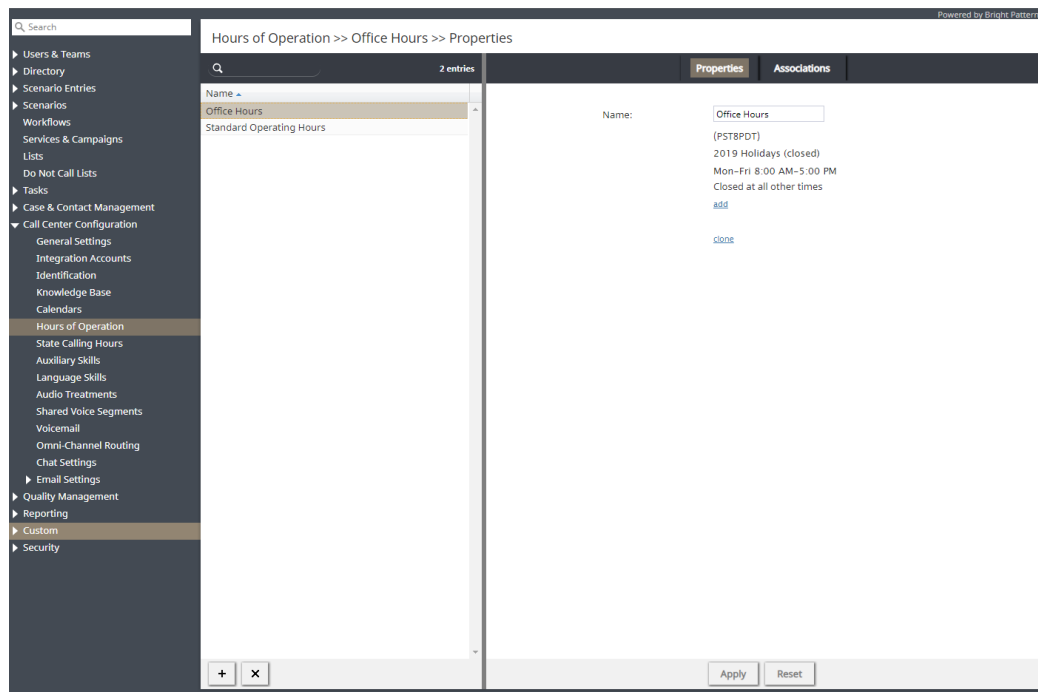 Powered by Bright Pattern
Search
Users & Teams
Directory
Scenario Entries
Scenarios
Workflows
Services & Campaigns
Lists
Do Not Call Lists
Tasks
Case & Contact Management
Call Center Configuration
General Settings
Integration Accounts
Identification
Knowledge Base
Calendars
Hours of Operation
State Calling Hours
Auxiliary Skills
Language Skills
Audio Treatments
Shared Voice Segments
Voicemail
Omni-Channel Routing
Chat Settings
Email Settings
Quality Management
Reporting
Custom
Security
Hours of Operation >> Office Hours >> Properties
2 entries
Name
Office Hours
Standard Operating Hours
Properties Associations
Name: Office Hours
(PST8PDT)
2019 Holidays (closed)
Mon–Fri 8:00 AM–5:00 PM
Closed at all other times
add
clone
Apply Reset